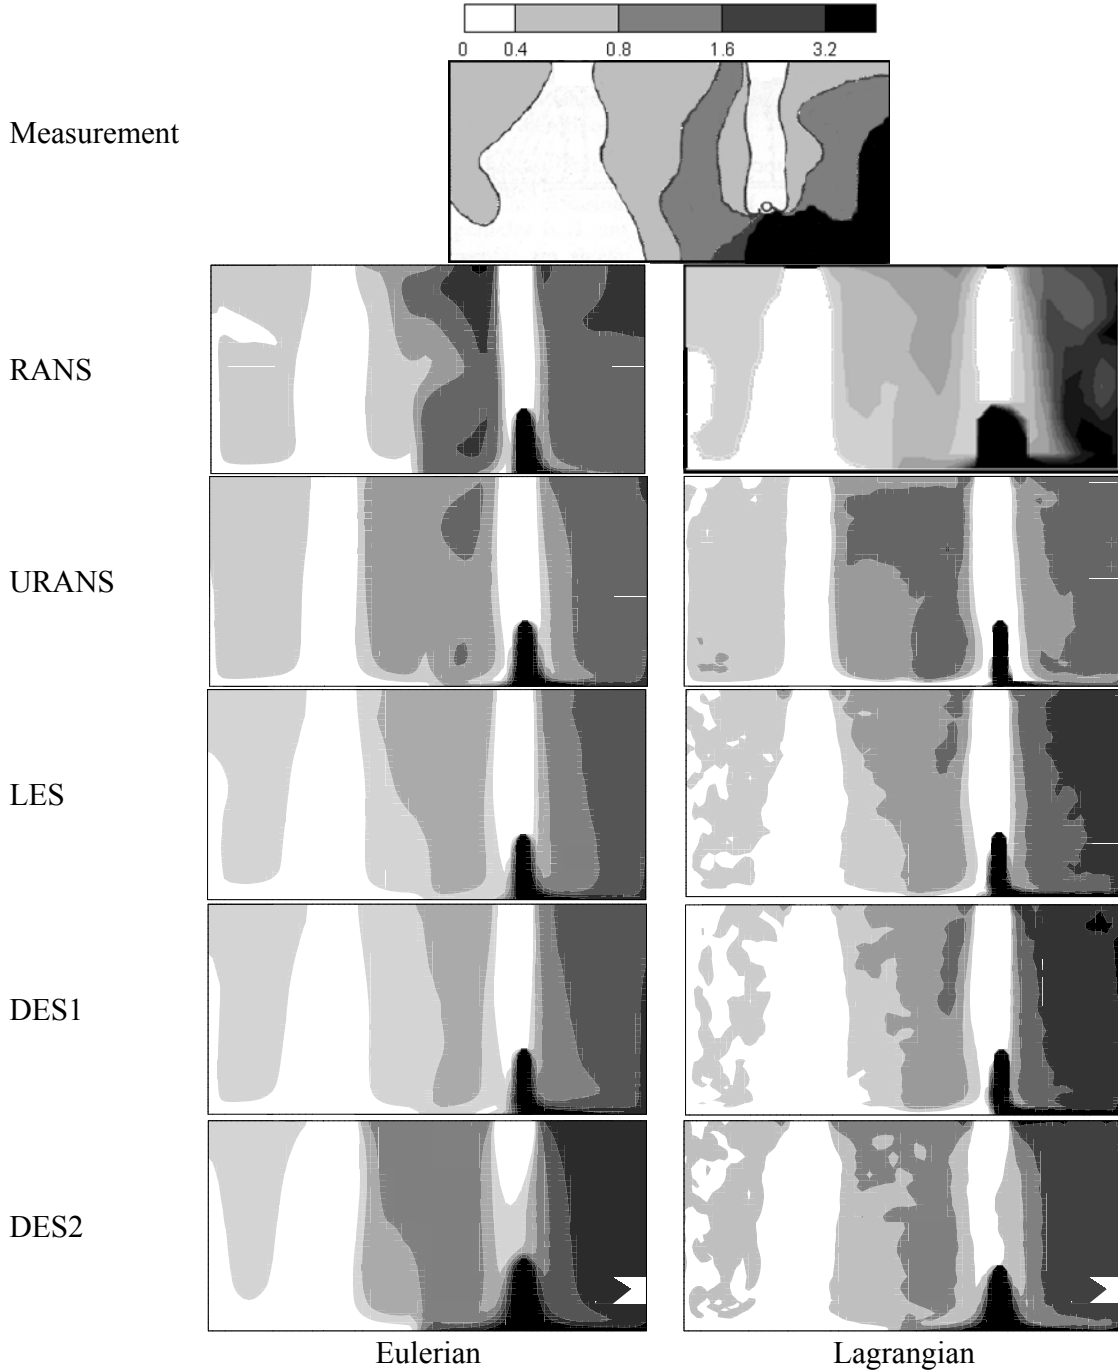 0 0.4 0.8 1.6 3.2
Measurement
RANS
URANS
LES
DES1
DES2
Eulerian Lagrangian